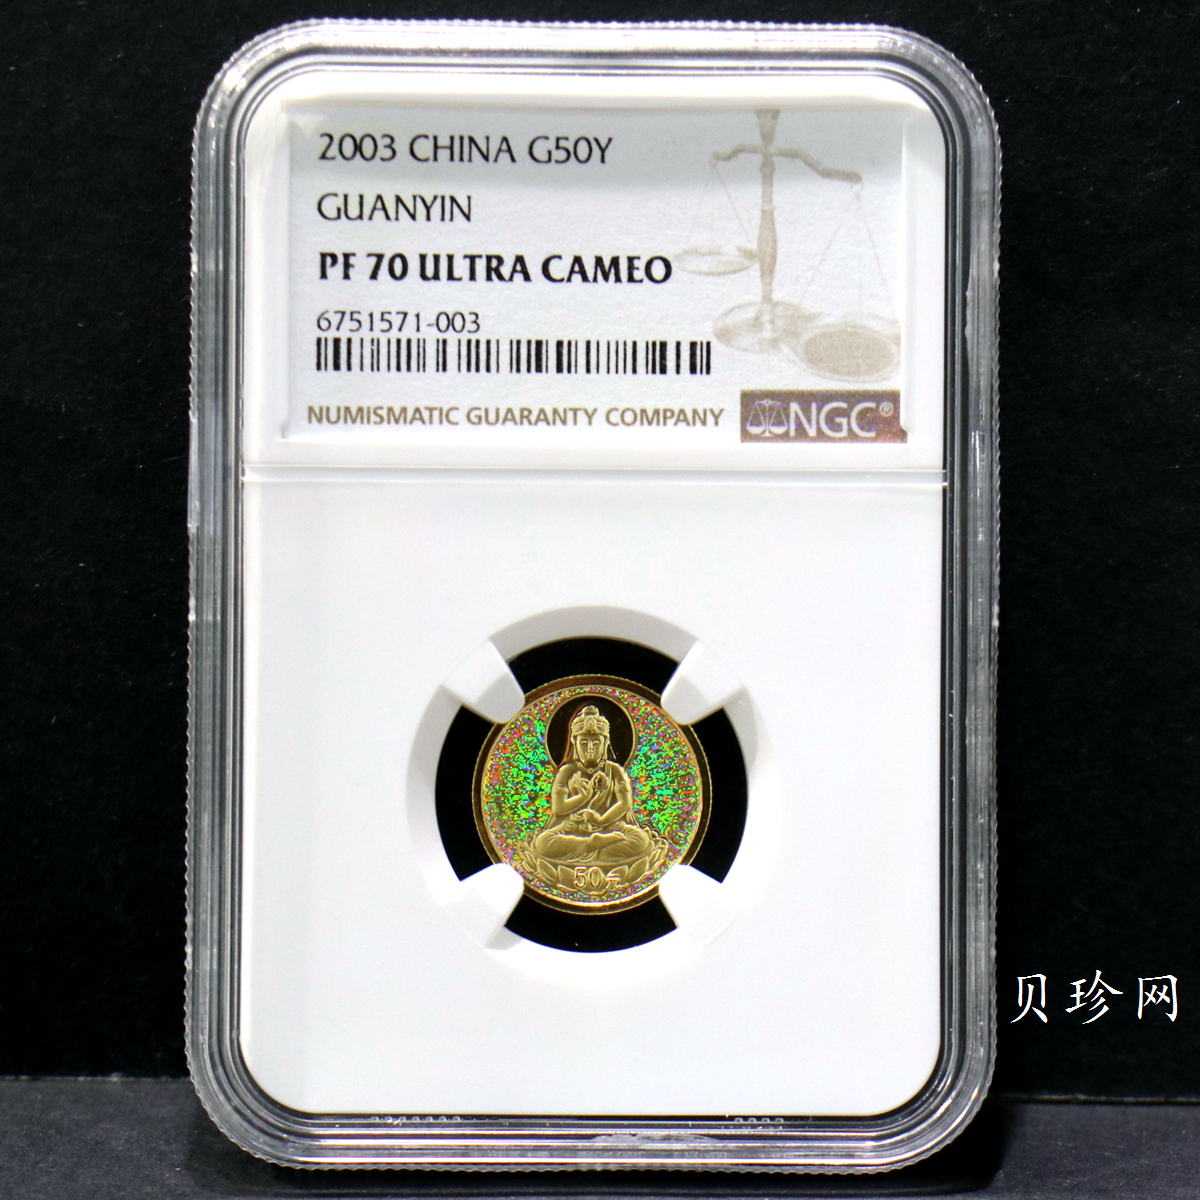 2003 CHINA G50Y
GUANYIN
PF 70 ULTRA CAMEO
6751571-003
NUMISMATIC GUARANTY COMPANY
NGC®
50元
贝珍网